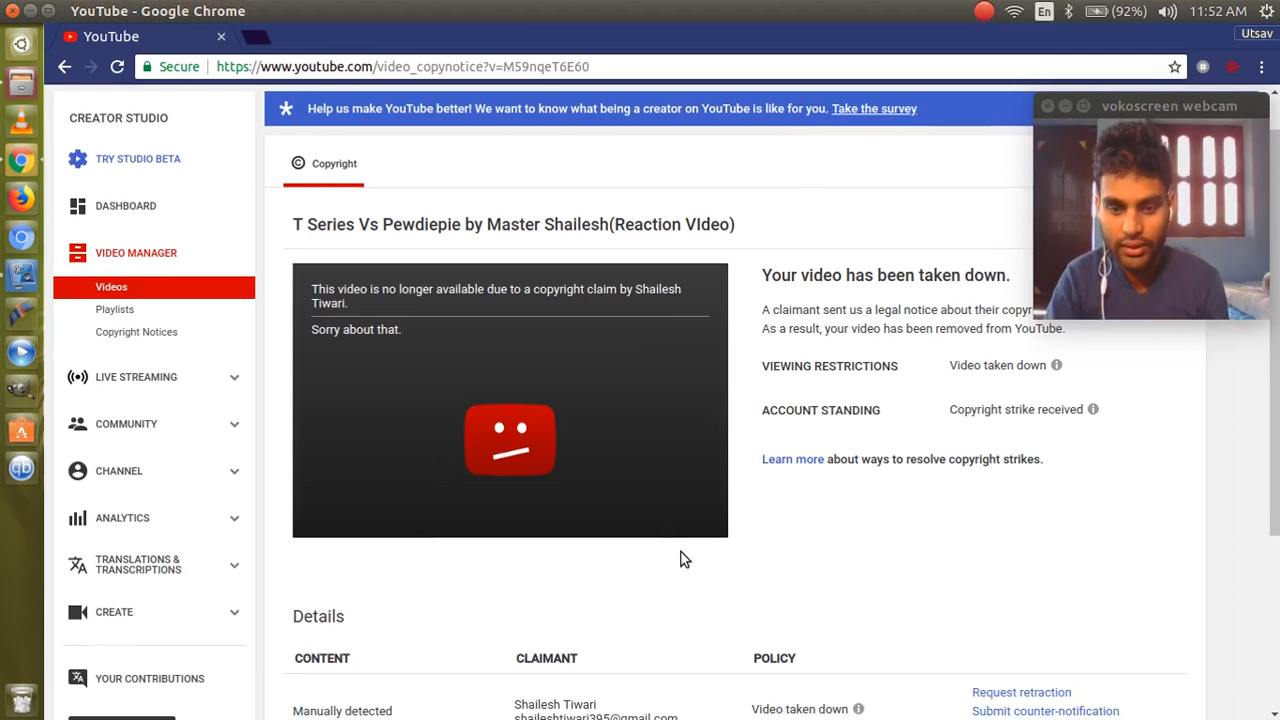 YouTube - Google Chrome
En
(92%)
11:52 AM
YouTube
Utsav
Secure
https://www.youtube.com/video_copynotice?v=M59nqeT6E60
CREATOR STUDIO
TRY STUDIO BETA
DASHBOARD
VIDEO MANAGER
Videos
Playlists
Copyright Notices
LIVE STREAMING
COMMUNITY
CHANNEL
ANALYTICS
TRANSLATIONS &
TRANSCRIPTIONS
CREATE
YOUR CONTRIBUTIONS
Help us make YouTube better! We want to know what being a creator on YouTube is like for you. Take the survey
vokoscreen webcam
Copyright
T Series Vs Pewdiepie by Master Shailesh(Reaction VIdeo)
This video is no longer available due to a copyright claim by Shailesh
Tiwari.
Sorry about that.
Your video has been taken down.
A claimant sent us a legal notice about their copyr
As a result, your video has been removed from YouTube.
VIEWING RESTRICTIONS
Video taken down
ACCOUNT STANDING
Copyright strike received
Learn more about ways to resolve copyright strikes.
Details
CONTENT
CLAIMANT
POLICY
Manually detected
Shailesh Tiwari
shaileshtiwari395@gmail.com
Video taken down
Request retraction
Submit counter-notification
qb